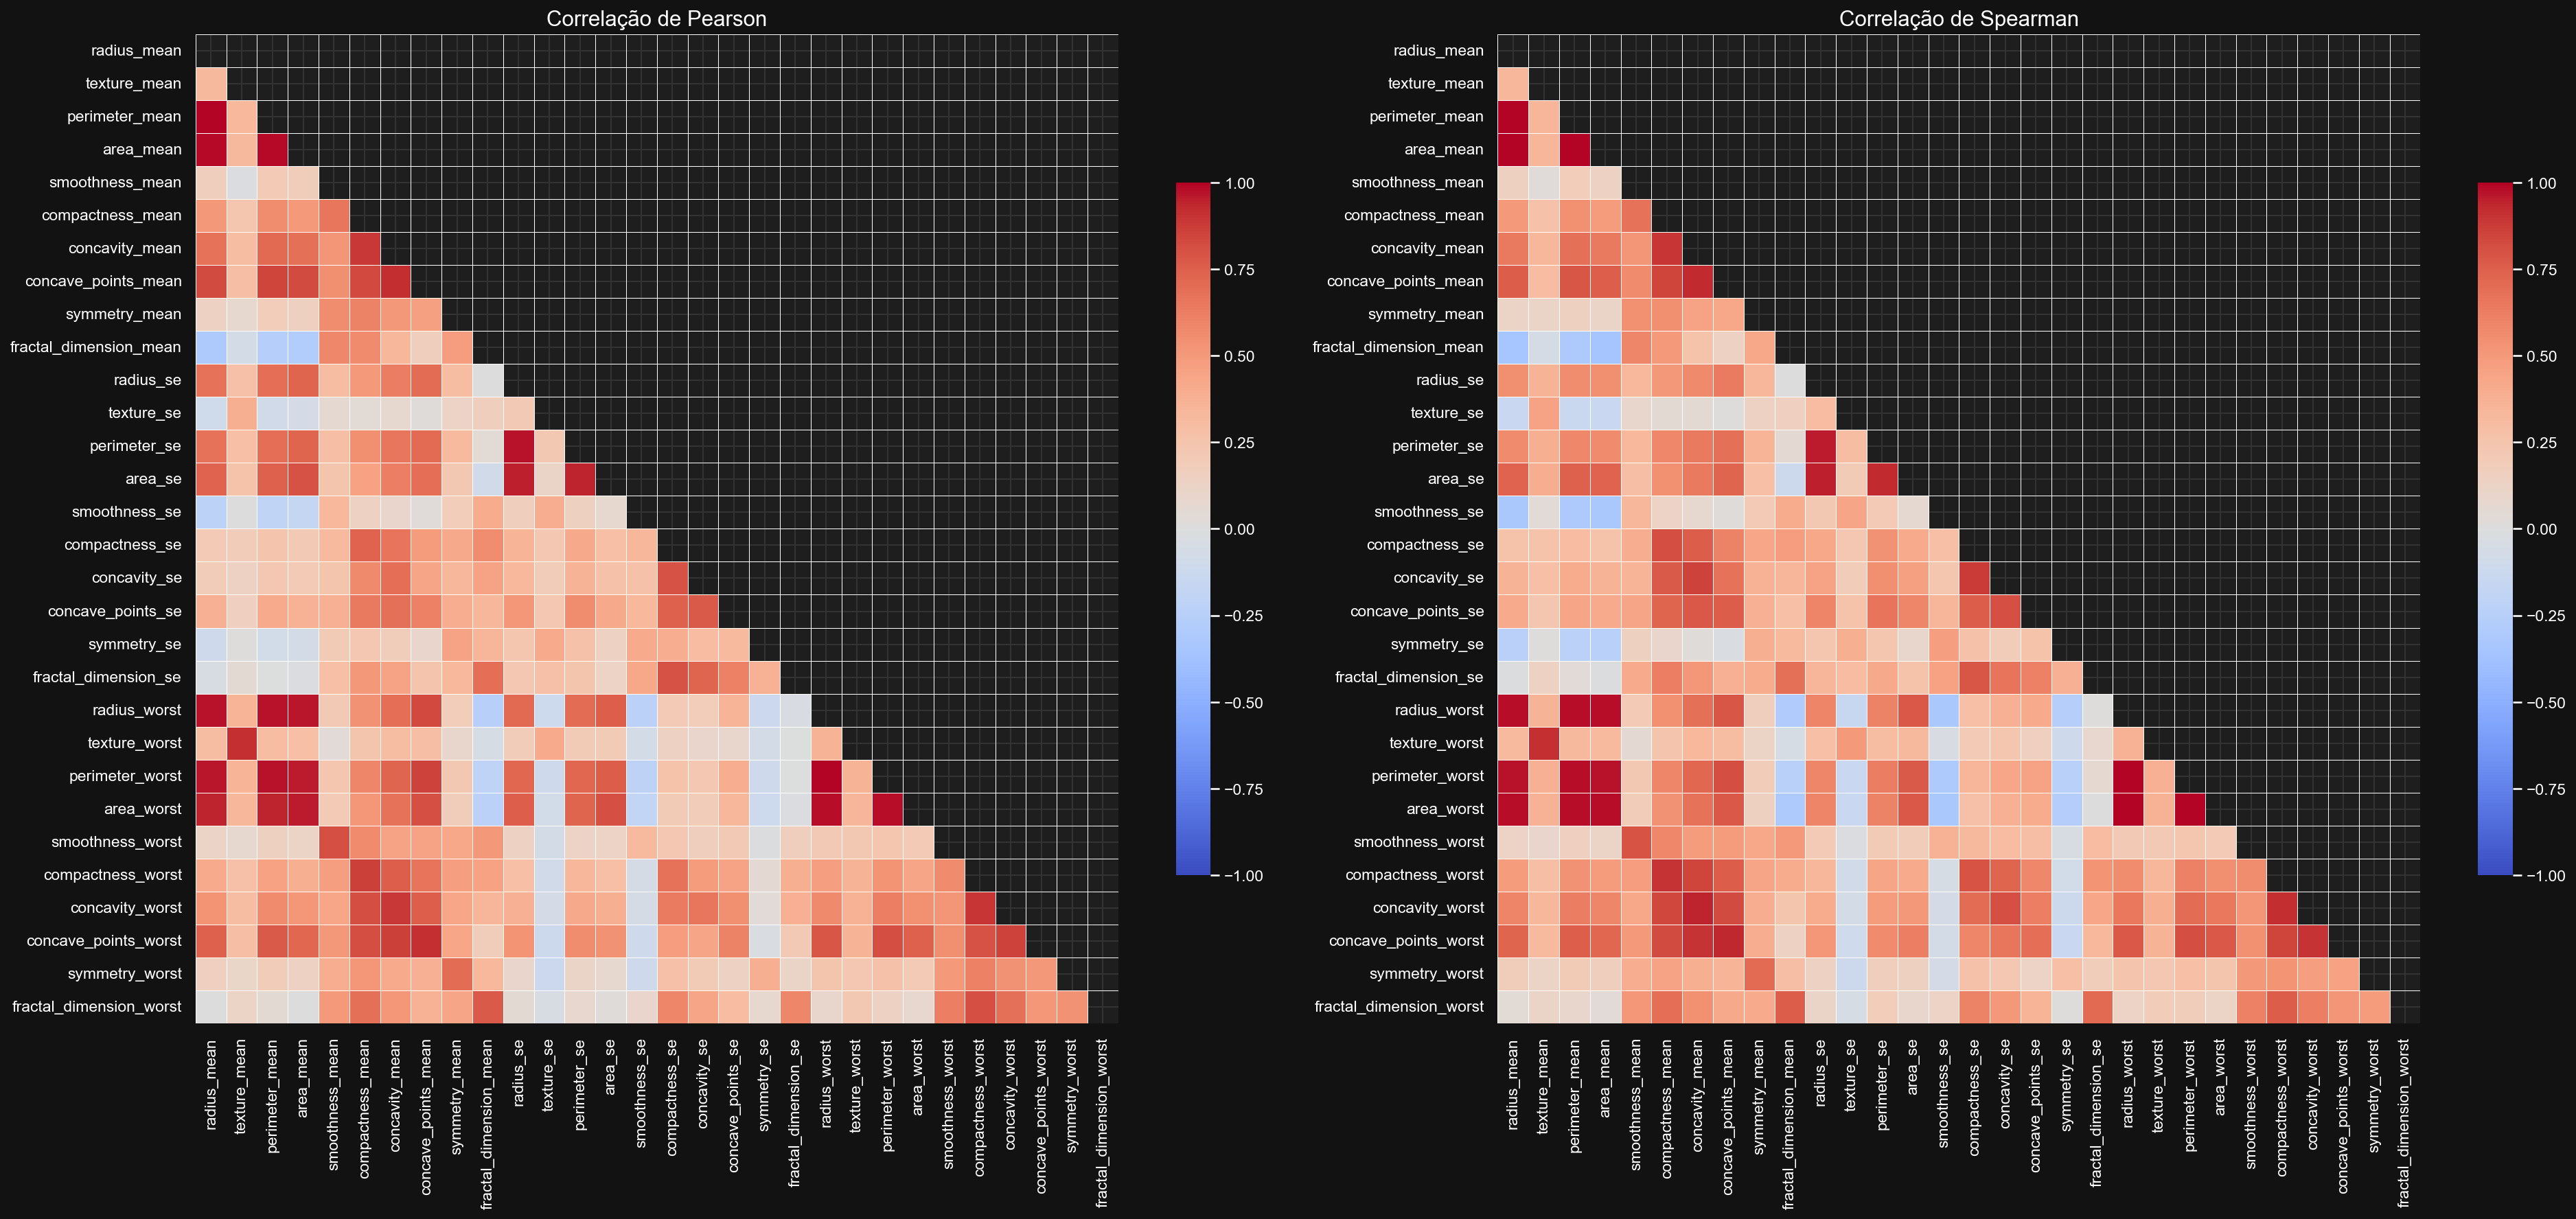 Correlação de Pearson
radius_mean
texture_mean
perimeter_mean
area_mean
smoothness_mean
compactness_mean
concavity_mean
concave_points_mean
symmetry_mean
fractal_dimension_mean
radius_se
texture_se
perimeter_se
area_se
smoothness_se
compactness_se
concavity_se
concave_points_se
symmetry_se
fractal_dimension_se
radius_worst
texture_worst
perimeter_worst
area_worst
smoothness_worst
compactness_worst
concavity_worst
concave_points_worst
symmetry_worst
fractal_dimension_worst
radius_mean
texture_mean
perimeter_mean
area_mean
smoothness_mean
compactness_mean
concavity_mean
concave_points_mean
symmetry_mean
fractal_dimension_mean
radius_se
texture_se
perimeter_se
area_se
smoothness_se
compactness_se
concavity_se
concave_points_se
symmetry_se
fractal_dimension_se
radius_worst
texture_worst
perimeter_worst
area_worst
smoothness_worst
compactness_worst
concavity_worst
concave_points_worst
symmetry_worst
fractal_dimension_worst
1.00
0.75
0.50
0.25
0.00
−0.25
−0.50
−0.75
−1.00
Correlação de Spearman
radius_mean
texture_mean
perimeter_mean
area_mean
smoothness_mean
compactness_mean
concavity_mean
concave_points_mean
symmetry_mean
fractal_dimension_mean
radius_se
texture_se
perimeter_se
area_se
smoothness_se
compactness_se
concavity_se
concave_points_se
symmetry_se
fractal_dimension_se
radius_worst
texture_worst
perimeter_worst
area_worst
smoothness_worst
compactness_worst
concavity_worst
concave_points_worst
symmetry_worst
fractal_dimension_worst
radius_mean
texture_mean
perimeter_mean
area_mean
smoothness_mean
compactness_mean
concavity_mean
concave_points_mean
symmetry_mean
fractal_dimension_mean
radius_se
texture_se
perimeter_se
area_se
smoothness_se
compactness_se
concavity_se
concave_points_se
symmetry_se
fractal_dimension_se
radius_worst
texture_worst
perimeter_worst
area_worst
smoothness_worst
compactness_worst
concavity_worst
concave_points_worst
symmetry_worst
fractal_dimension_worst
1.00
0.75
0.50
0.25
0.00
−0.25
−0.50
−0.75
−1.00